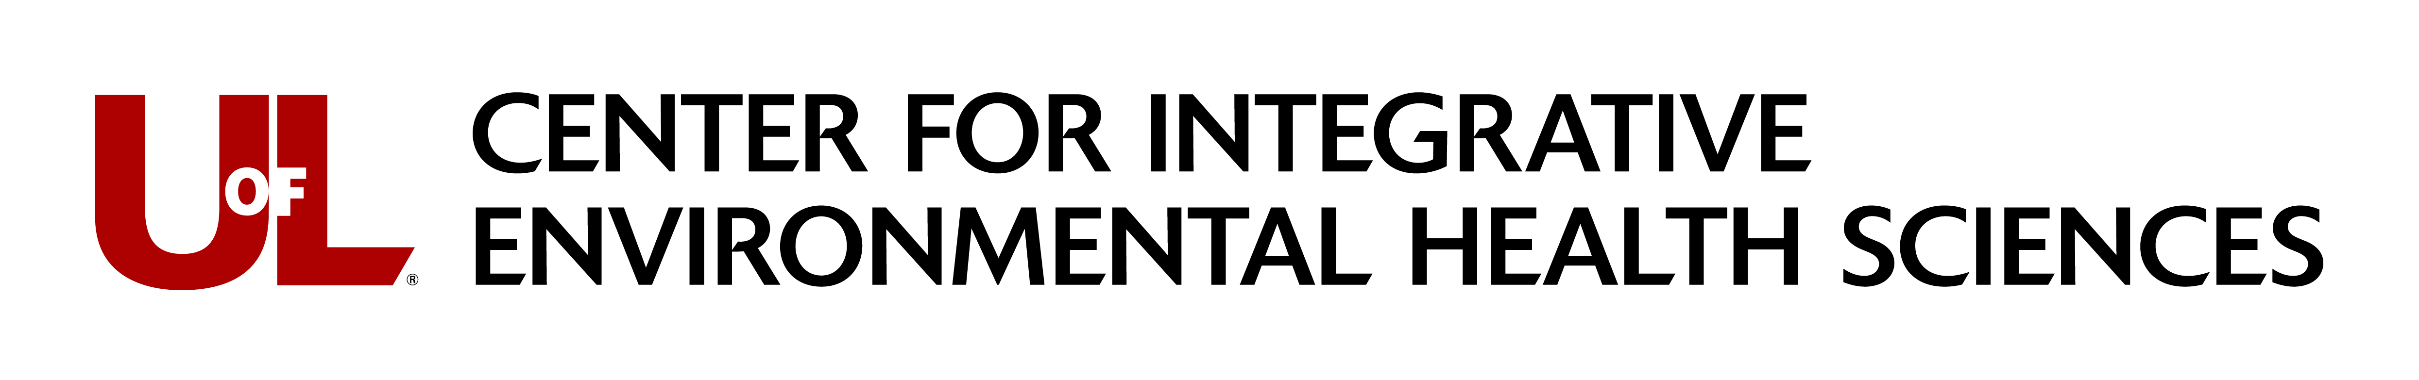 UofL® CENTER FOR INTEGRATIVE
ENVIRONMENTAL HEALTH SCIENCES